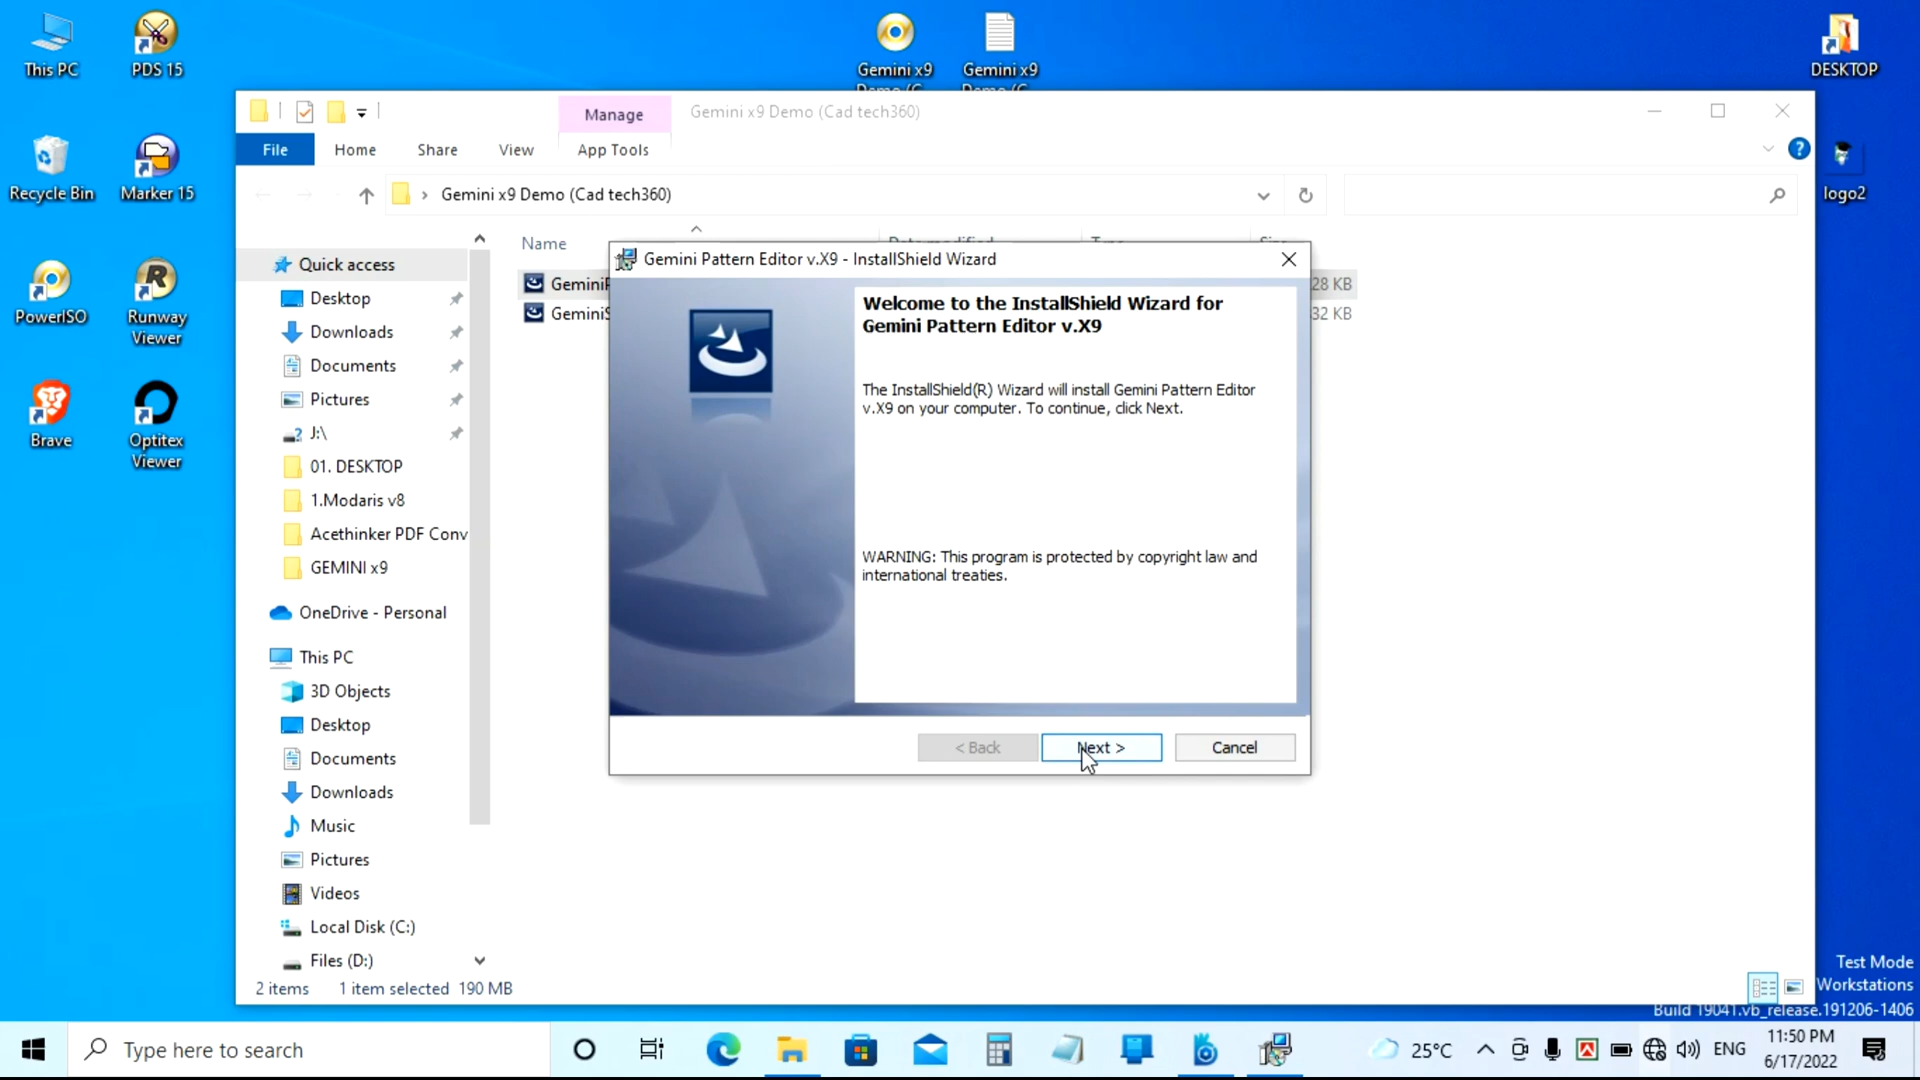 This PC
PDS 15
Gemini x9
Gemini x9
DESKTOP
Manage
Gemini x9 Demo (Cad tech360)
File
Home
Share
View
App Tools
Recycle Bin
Marker 15
logo2
› Gemini x9 Demo (Cad tech360)
Name
Quick access
Gemini Pattern Editor v.X9 - InstallShield Wizard
Desktop
Downloads
Documents
Pictures
J:\
01. DESKTOP
1.Modaris v8
Acethinker PDF Conv
GEMINI x9
OneDrive - Personal
This PC
3D Objects
Desktop
Documents
Downloads
Music
Pictures
Videos
Local Disk (C:)
Files (D:)
PowerISO
Runway
Viewer
Brave
Optitex
Viewer
28 KB
32 KB
Welcome to the InstallShield Wizard for
Gemini Pattern Editor v.X9
The InstallShield(R) Wizard will install Gemini Pattern Editor
v.X9 on your computer. To continue, click Next.
WARNING: This program is protected by copyright law and
international treaties.
< Back
Next >
Cancel
2 items
1 item selected 190 MB
Test Mode
Workstations
Build 19041.vb_release.191206-1406
Type here to search
25°C
ENG
11:50 PM
6/17/2022